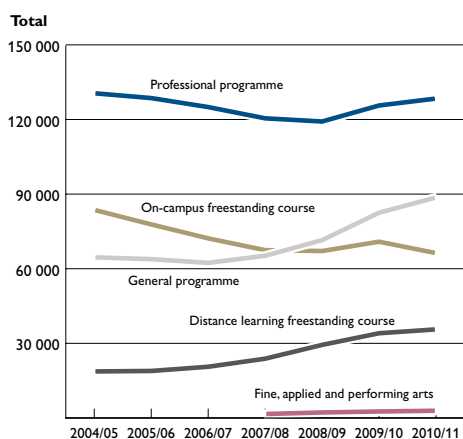 Total
150 000
Professional programme
120 000
90 000
On-campus freestanding course
60 000
General programme
Distance learning freestanding course
30 000
Fine, applied and performing arts
2004/05 2005/06 2006/07 2007/08 2008/09 2009/10 2010/11